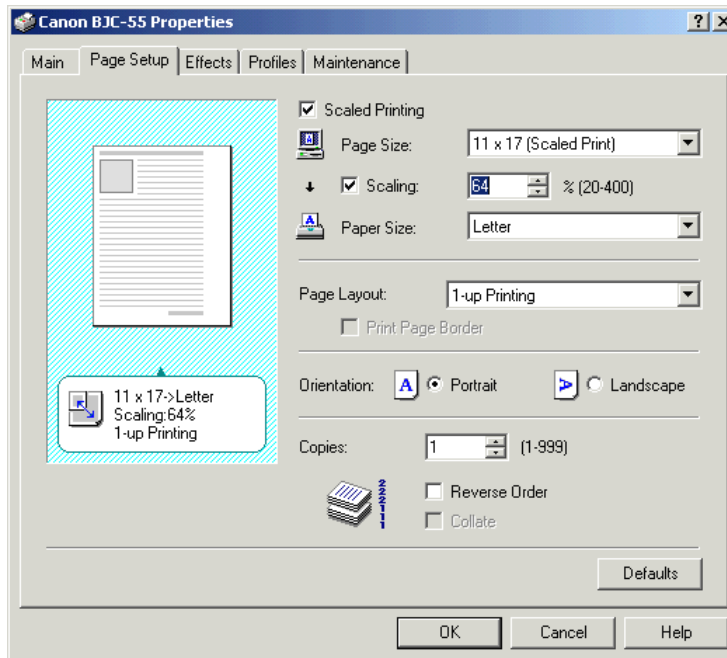 Canon BJC-55 Properties
Main Page Setup Effects Profiles Maintenance
Scaled Printing
A Page Size: 11 x 17 (Scaled Print)
Scaling: 64 % (20-400)
A Paper Size: Letter
Page Layout: 1-up Printing
Print Page Border
Orientation: A Portrait A Landscape
11 x 17->Letter
Scaling:64%
1-up Printing
Copies: 1 (1-999)
222111
Reverse Order
Collate
Defaults
OK Cancel Help